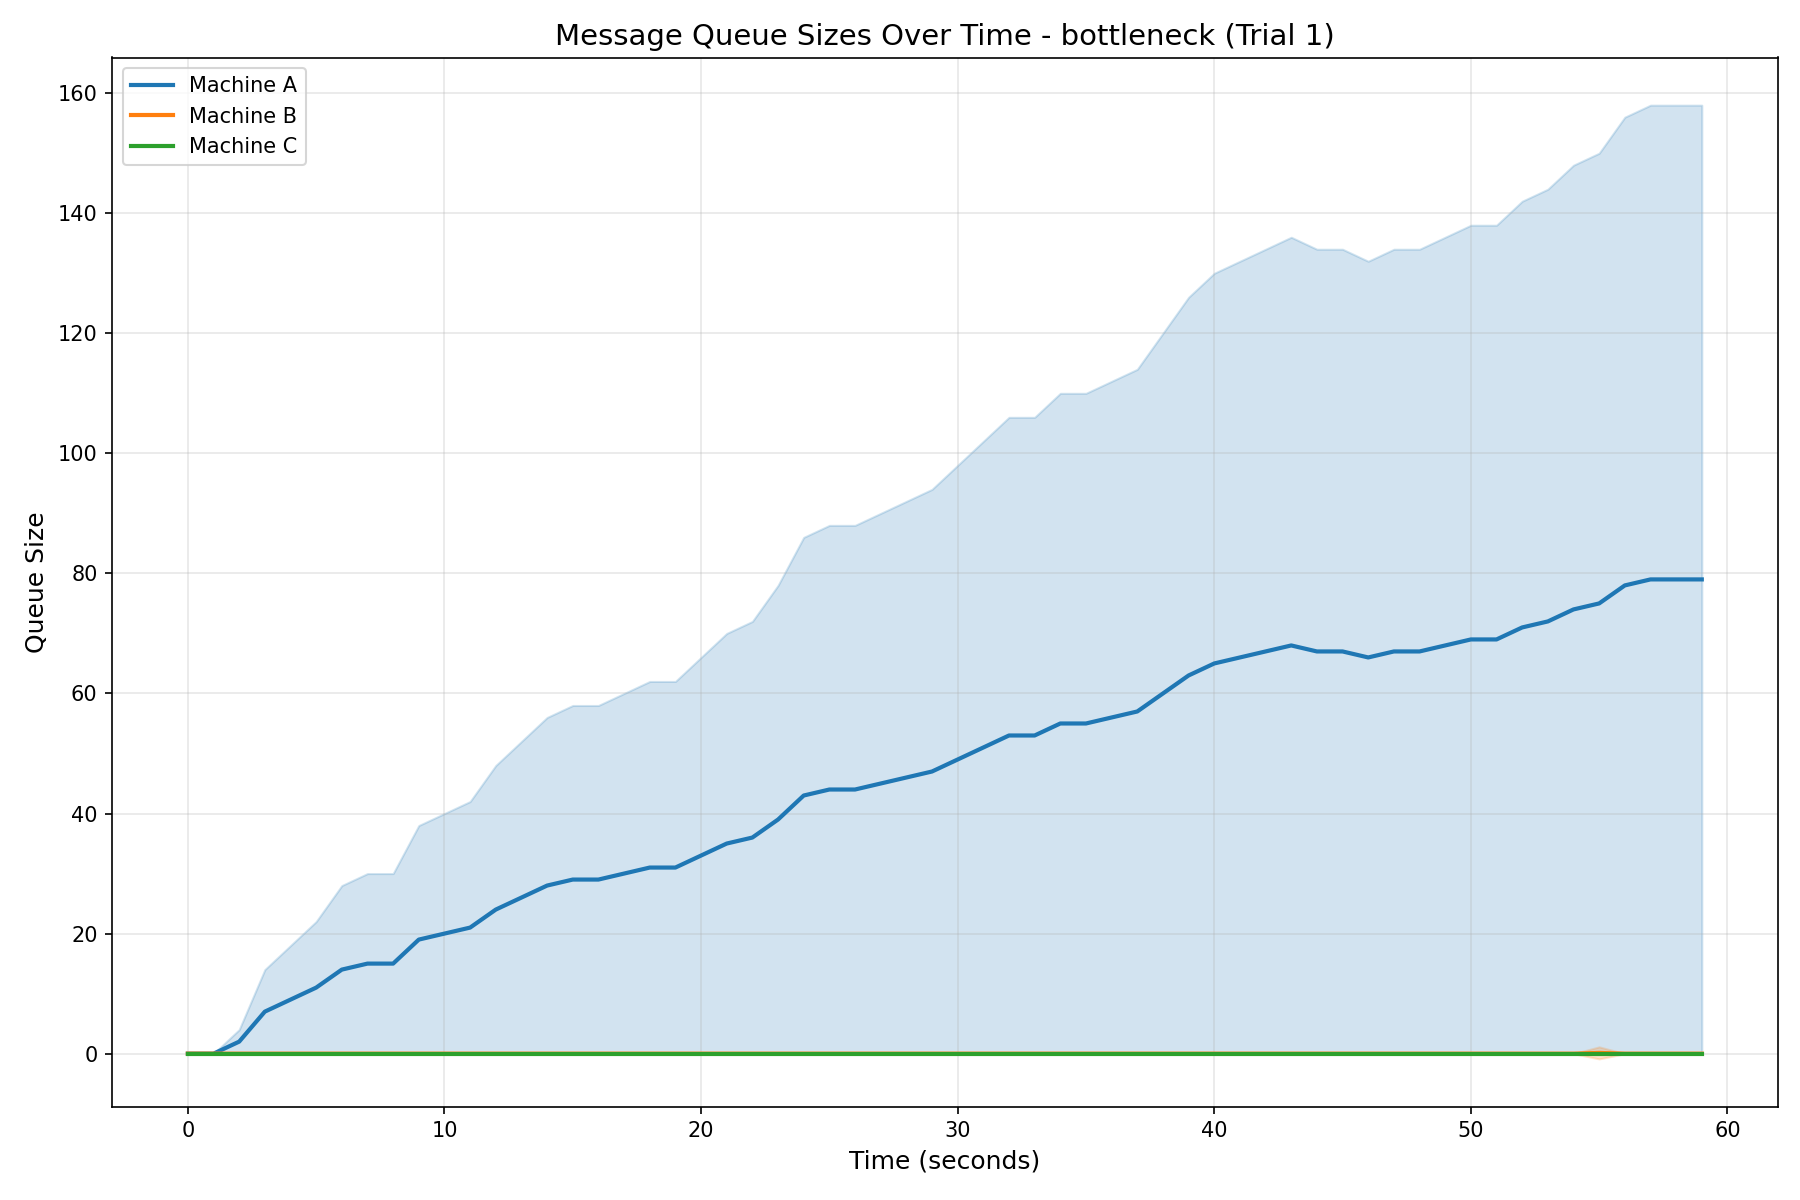 Message Queue Sizes Over Time - bottleneck (Trial 1)
Machine A
Machine B
Machine C
160
140
120
100
80
60
40
20
0
Queue Size
0 10 20 30 40 50 60
Time (seconds)